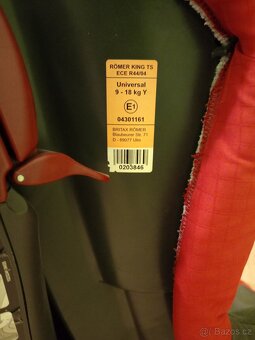 RÖMER KING TS
ECE R44/04
Universal
9 - 18 kg Y
E1
04301161
BRITAX RÖMER
Blaubeurer Str. 71
D - 89077 Ulm
0203846
© Bazos.cz